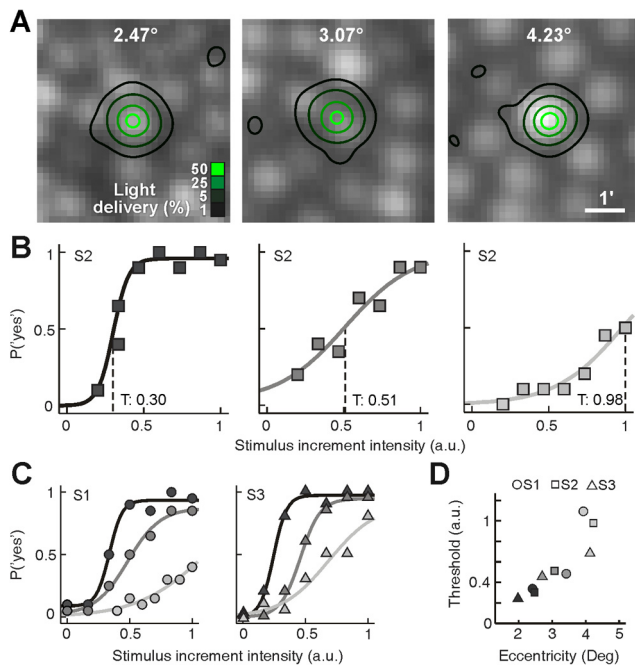 A
2.47° 3.07° 4.23°
Light
delivery (%)
50
25
5
1
1'
B
S2 S2 S2
P('yes')
1
0.5
0
T: 0.30 T: 0.51 T: 0.98
0 0.5 1 0 0.5 1 0 0.5 1
Stimulus increment intensity (a.u.)
C
S1 S3
P('yes')
1
0.5
0
0 0.5 1 0 0.5 1
Stimulus increment intensity (a.u.)
D
S1 S2 S3
Threshold (a.u.)
1
0.4
0
2 3 4 5
Eccentricity (Deg)